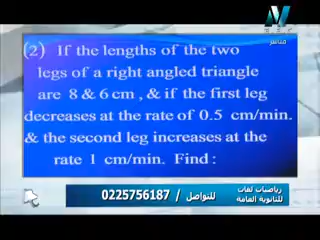 مباشر
(2) If the lengths of the two
legs of a right angled triangle
are 8 & 6 cm , & if the first leg
decreases at the rate of 0.5 cm/min.
& the second leg increases at the
rate 1 cm/min. Find :
رياضيات لغات
للثانوية العامة
للتواصل / 0225756187